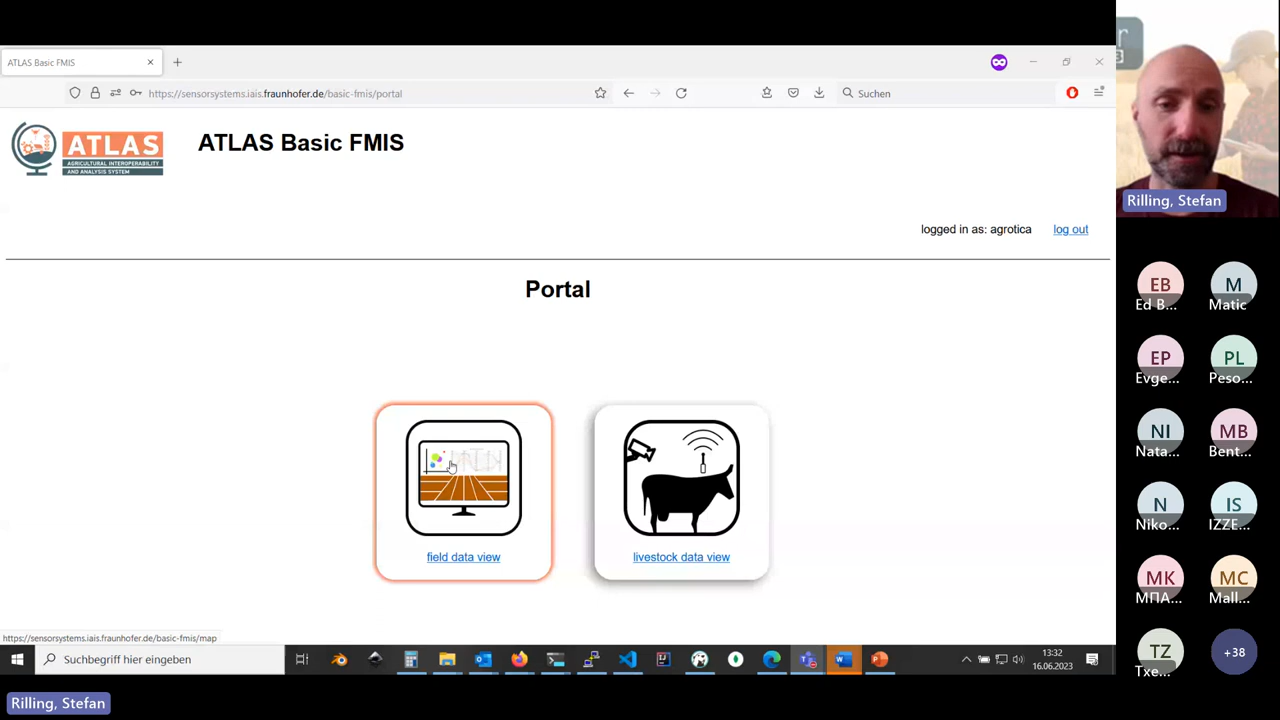 ATLAS Basic FMIS
https://sensorsystems.iais.fraunhofer.de/basic-fmis/portal
Suchen
ATLAS
AGRICULTURAL INTEROPERABILITY
AND ANALYSIS SYSTEM
ATLAS Basic FMIS
logged in as: agrotica
log out
Portal
field data view
livestock data view
https://sensorsystems.iais.fraunhofer.de/basic-fmis/map
Suchbegriff hier eingeben
13:32
16.06.2023
Rilling, Stefan
Rilling, Stefan
EB
Ed B...
M
Matic
EP
Evge...
PL
Peso...
NI
Nata...
MB
Bent...
N
Niko...
IS
IZZE...
MK
ΜΠΑ...
MC
Mall...
TZ
Txe...
+38